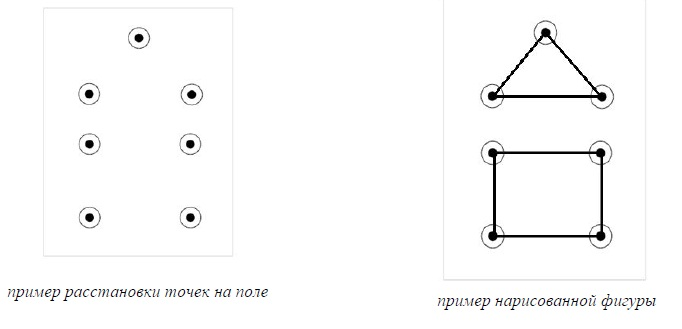 пример расстановки точек на поле
пример нарисованной фигуры